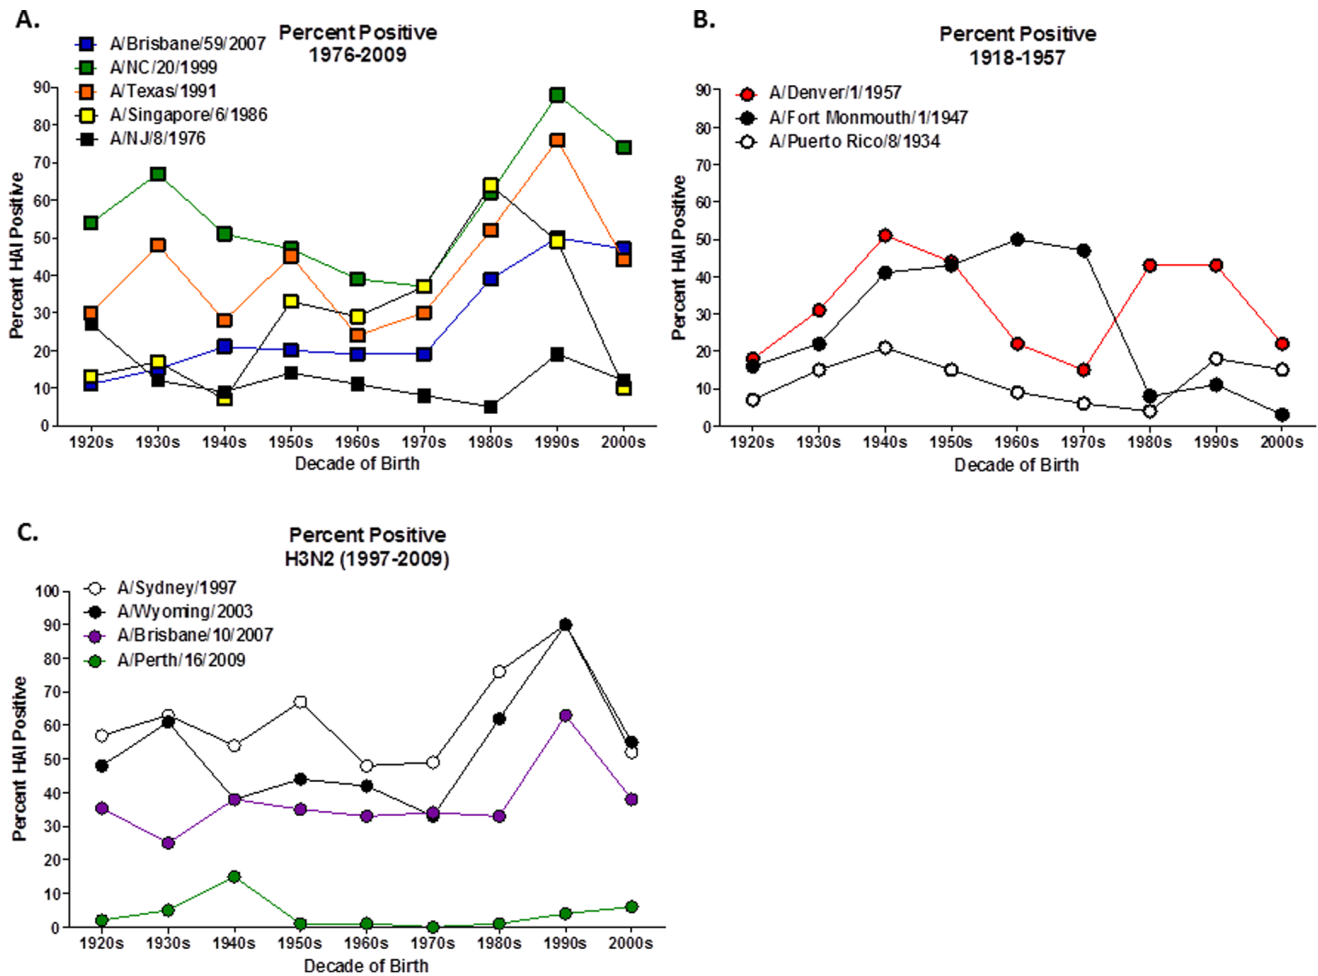 A.
Percent Positive
1976-2009
A/Brisbane/59/2007
A/NC/20/1999
A/Texas/1991
A/Singapore/6/1986
A/NJ/8/1976
Percent HAI Positive
90
80
70
60
50
40
30
20
10
0
1920s 1930s 1940s 1950s 1960s 1970s 1980s 1990s 2000s
Decade of Birth
B.
Percent Positive
1918-1957
A/Denver/1/1957
A/Fort Monmouth/1/1947
A/Puerto Rico/8/1934
Percent HAI Positive
90
80
70
60
50
40
30
20
10
0
1920s 1930s 1940s 1950s 1960s 1970s 1980s 1990s 2000s
Decade of Birth
C.
Percent Positive
H3N2 (1997-2009)
A/Sydney/1997
A/Wyoming/2003
A/Brisbane/10/2007
A/Perth/16/2009
Percent HAI Positive
100
90
80
70
60
50
40
30
20
10
0
1920s 1930s 1940s 1950s 1960s 1970s 1980s 1990s 2000s
Decade of Birth